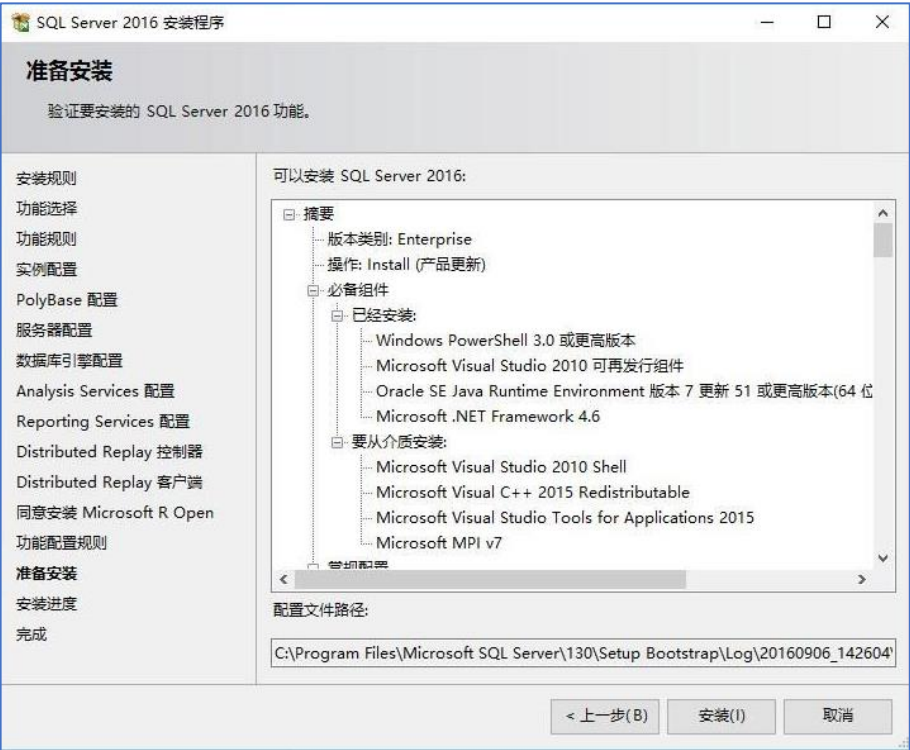 SQL Server 2016 安装程序
准备安装
验证要安装的 SQL Server 2016 功能。
安装规则
功能选择
功能规则
实例配置
PolyBase 配置
服务器配置
数据库引擎配置
Analysis Services 配置
Reporting Services 配置
Distributed Replay 控制器
Distributed Replay 客户端
同意安装 Microsoft R Open
功能配置规则
准备安装
安装进度
完成
可以安装 SQL Server 2016:
摘要
版本类别: Enterprise
操作: Install (产品更新)
必备组件
已经安装:
Windows PowerShell 3.0 或更高版本
Microsoft Visual Studio 2010 可再发行组件
Oracle SE Java Runtime Environment 版本 7 更新 51 或更高版本(64 位
Microsoft .NET Framework 4.6
要从介质安装:
Microsoft Visual Studio 2010 Shell
Microsoft Visual C++ 2015 Redistributable
Microsoft Visual Studio Tools for Applications 2015
Microsoft MPI v7
常规配置
配置文件路径:
C:\Program Files\Microsoft SQL Server\130\Setup Bootstrap\Log\20160906_142604\
< 上一步(B)
安装(I)
取消